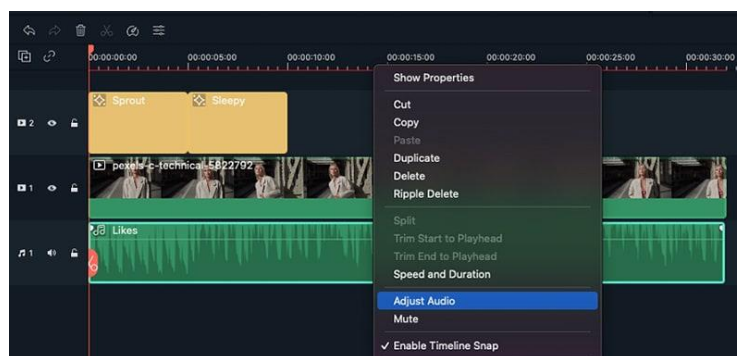 00:00:00:00 00:00:05:00 00:00:10:00 00:00:15:00 00:00:20:00 00:00:25:00 00:00:30:00
Show Properties
Cut
Copy
Paste
Duplicate
Delete
Ripple Delete
Split
Trim Start to Playhead
Trim End to Playhead
Speed and Duration
Adjust Audio
Mute
✓ Enable Timeline Snap
2
Sprout Sleepy
1
pexels-c-technical-5822792
1
Likes